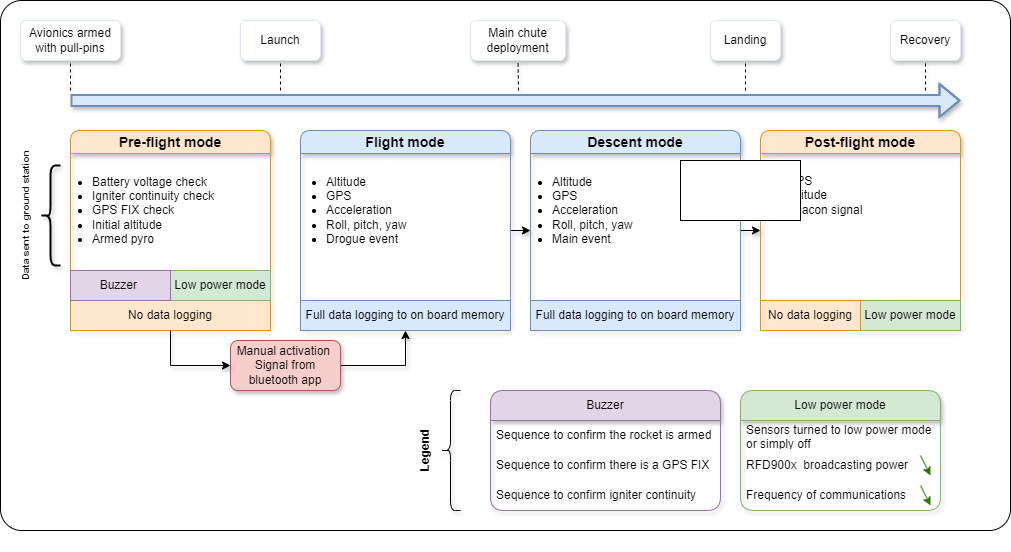 Avionics armed
with pull-pins
Launch
Main chute
deployment
Landing
Recovery
Data sent to ground station
Pre-flight mode
Battery voltage check
Igniter continuity check
GPS FIX check
Initial altitude
Armed pyro
Buzzer
Low power mode
No data logging
Flight mode
Altitude
GPS
Acceleration
Roll, pitch, yaw
Drogue event
Full data logging to on board memory
Descent mode
Altitude
GPS
Acceleration
Roll, pitch, yaw
Main event
Full data logging to on board memory
Post-flight mode
signal
No data logging
Low power mode
Manual activation
Signal from
bluetooth app
Legend
Buzzer
Sequence to confirm the rocket is armed
Sequence to confirm there is a GPS FIX
Sequence to confirm igniter continuity
Low power mode
Sensors turned to low power mode
or simply off
RFD900x broadcasting power
Frequency of communications